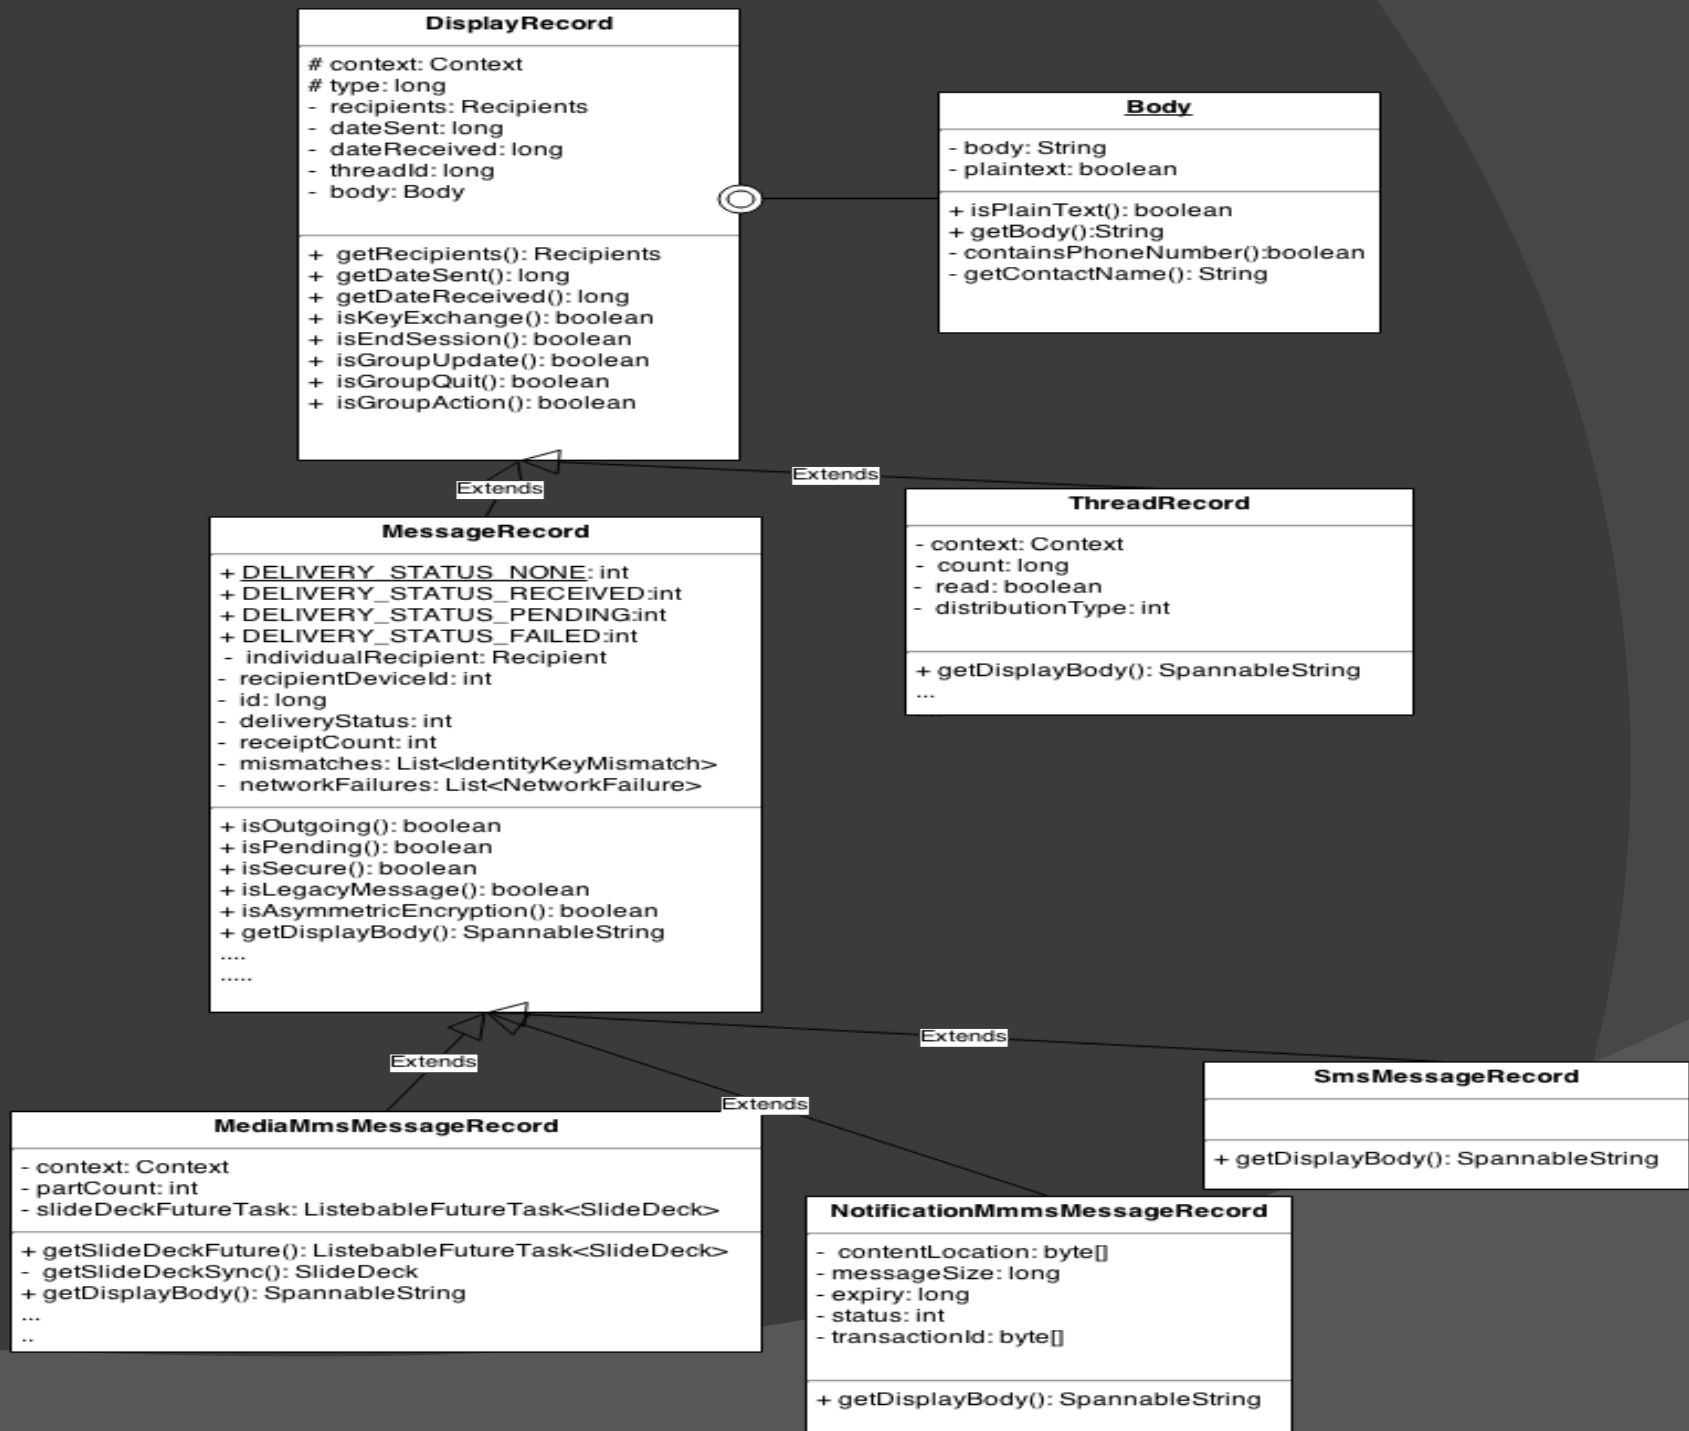 DisplayRecord
# context: Context
# type: long
- recipients: Recipients
- dateSent: long
- dateReceived: long
- threadId: long
- body: Body
+ getRecipients(): Recipients
+ getDateSent(): long
+ getDateReceived(): long
+ isKeyExchange(): boolean
+ isEndSession(): boolean
+ isGroupUpdate(): boolean
+ isGroupQuit(): boolean
+ isGroupAction(): boolean
Body
- body: String
- plaintext: boolean
+ isPlainText(): boolean
+ getBody():String
- containsPhoneNumber():boolean
- getContactName(): String
Extends
Extends
MessageRecord
+ DELIVERY_STATUS_NONE: int
+ DELIVERY_STATUS_RECEIVED:int
+ DELIVERY_STATUS_PENDING:int
+ DELIVERY_STATUS_FAILED:int
- individualRecipient: Recipient
- recipientDeviceId: int
- id: long
- deliveryStatus: int
- receiptCount: int
- mismatches: List<IdentityKeyMismatch>
- networkFailures: List<NetworkFailure>
+ isOutgoing(): boolean
+ isPending(): boolean
+ isSecure(): boolean
+ isLegacyMessage(): boolean
+ isAsymmetricEncryption(): boolean
+ getDisplayBody(): SpannableString
....
.....
ThreadRecord
- context: Context
- count: long
- read: boolean
- distributionType: int
+ getDisplayBody(): SpannableString
...
....
Extends
Extends
Extends
MediaMmsMessageRecord
- context: Context
- partCount: int
- slideDeckFutureTask: ListebableFutureTask<SlideDeck>
+ getSlideDeckFuture(): ListebableFutureTask<SlideDeck>
- getSlideDeckSync(): SlideDeck
+ getDisplayBody(): SpannableString
...
..
SmsMessageRecord
+ getDisplayBody(): SpannableString
NotificationMmmsMessageRecord
- contentLocation: byte[]
- messageSize: long
- expiry: long
- status: int
- transactionId: byte[]
+ getDisplayBody(): SpannableString